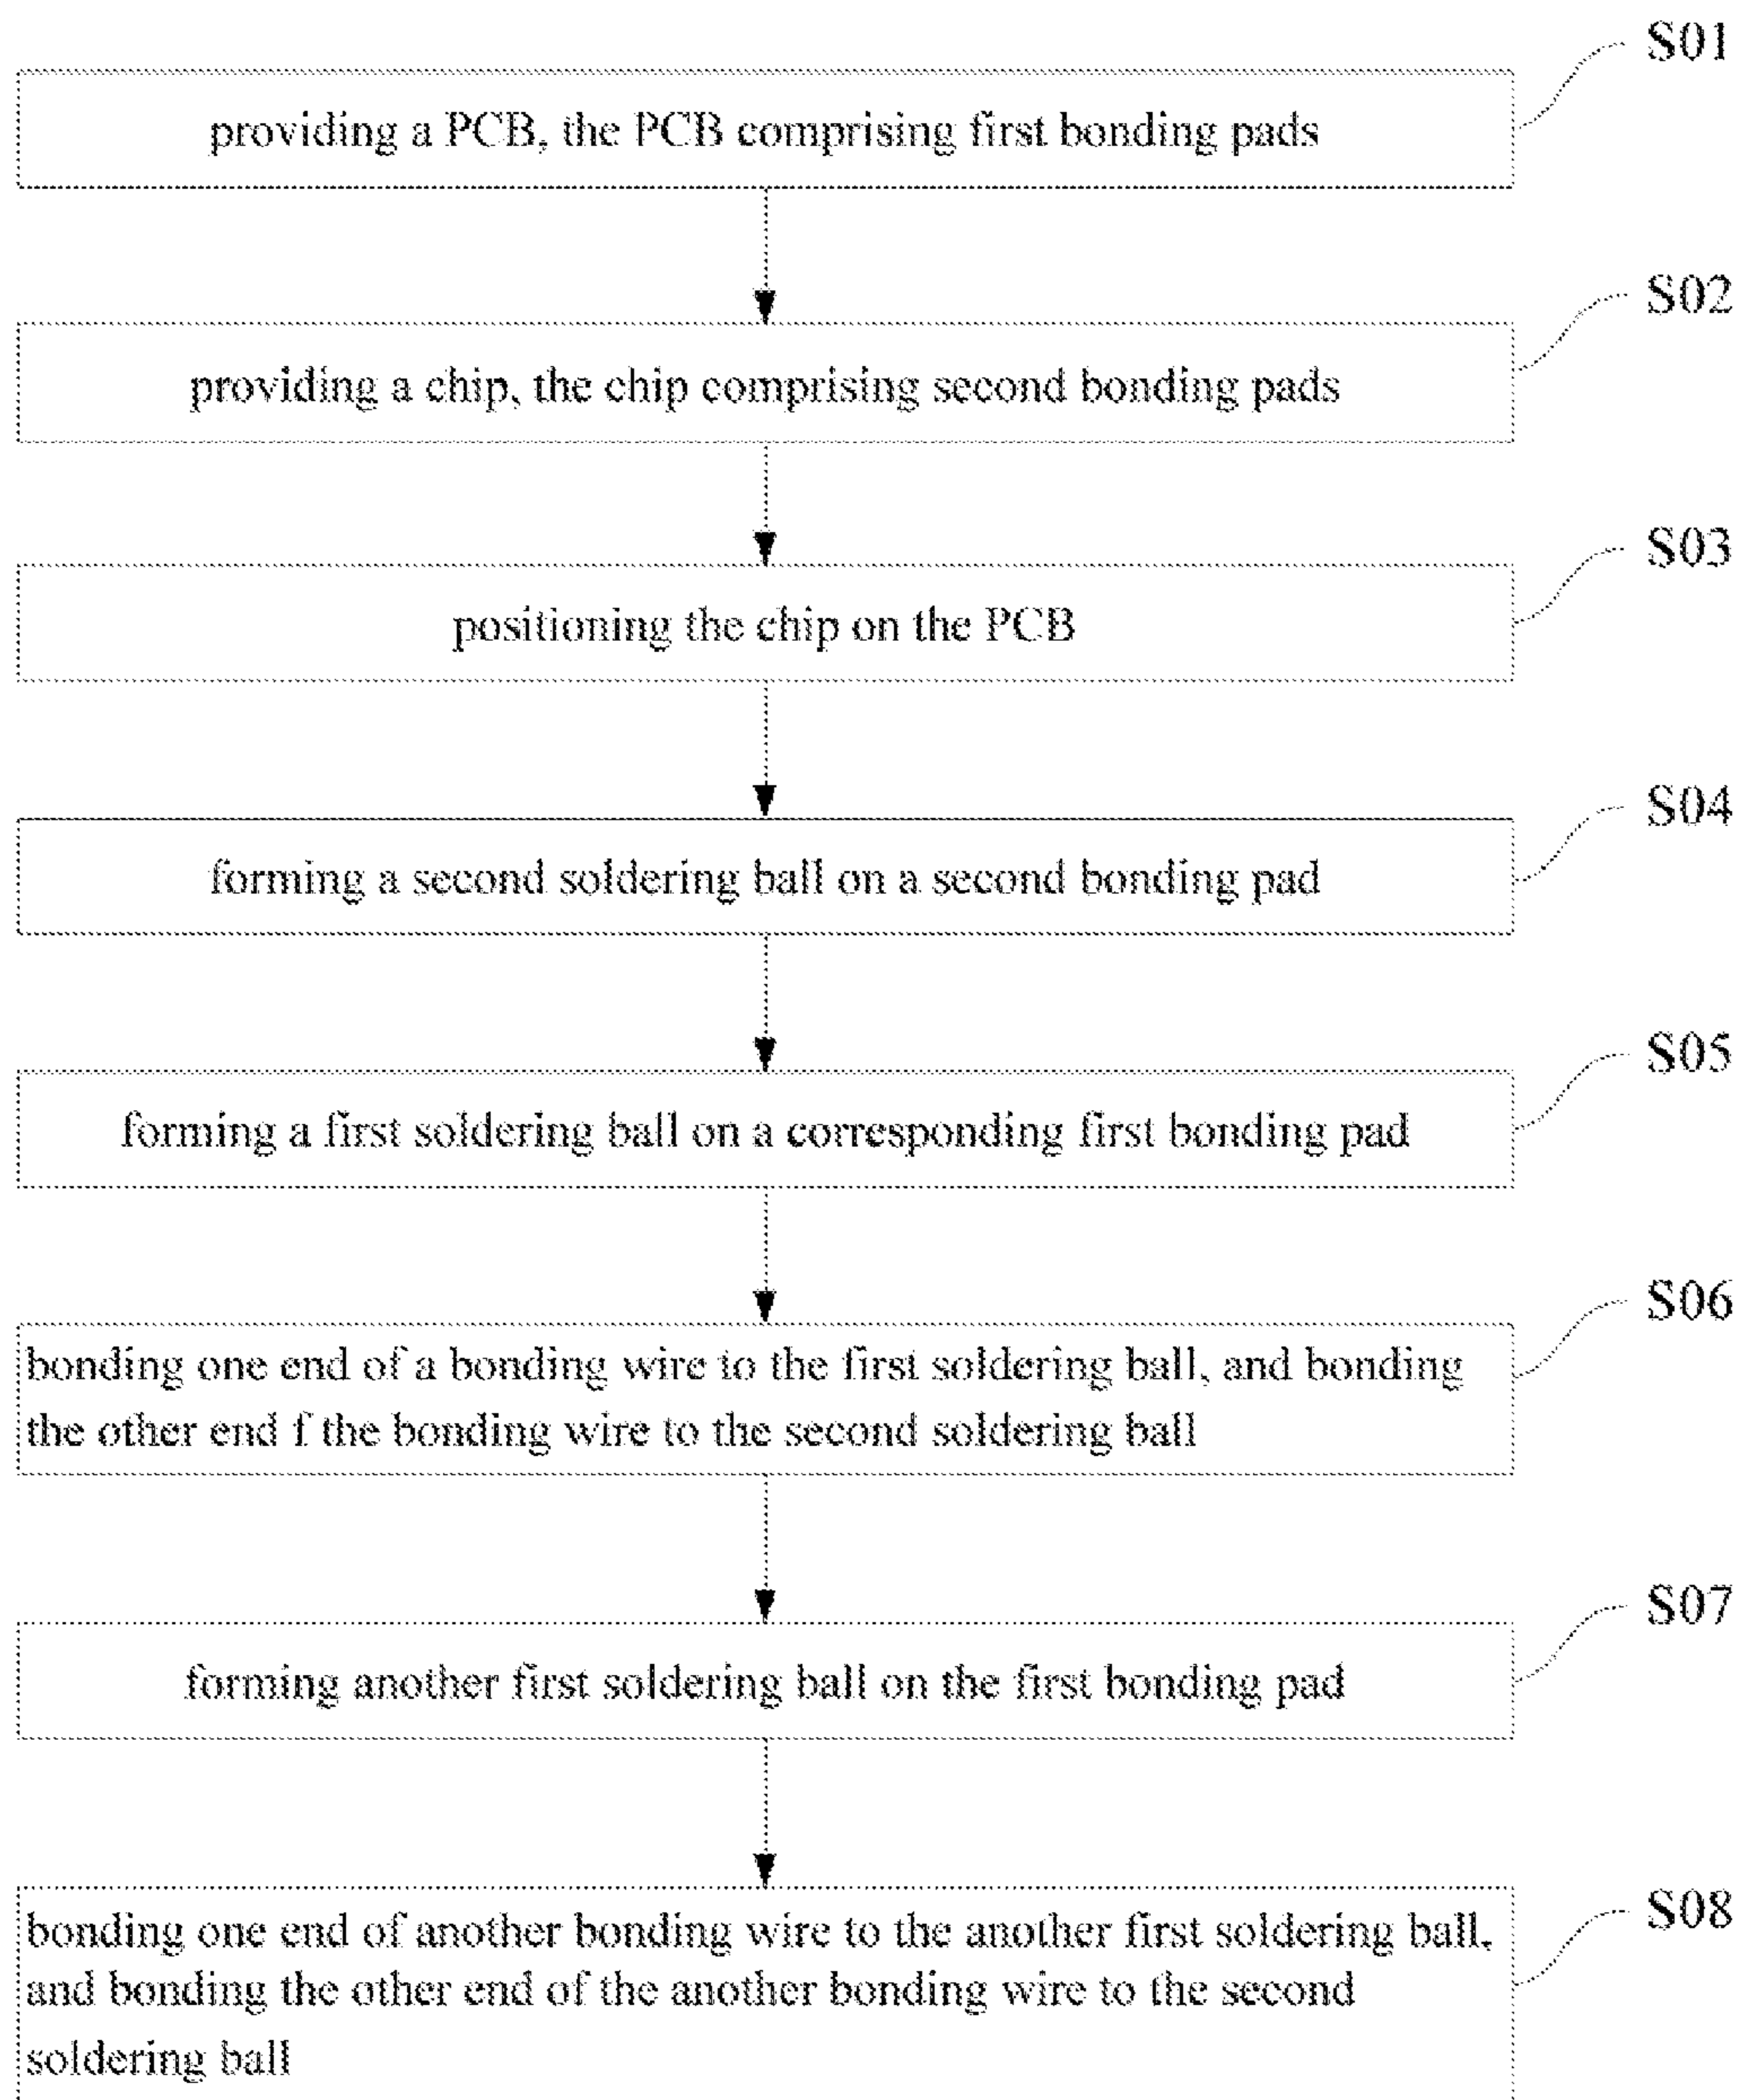 S01
providing a PCB, the PCB comprising first bonding pads
S02
providing a chip, the chip comprising second bonding pads
S03
positioning the chip on the PCB
S04
forming a second soldering ball on a second bonding pad
S05
forming a first soldering ball on a corresponding first bonding pad
S06
bonding one end of a bonding wire to the first soldering ball, and bonding
the other end f the bonding wire to the second soldering ball
S07
forming another first soldering ball on the first bonding pad
S08
bonding one end of another bonding wire to the another first soldering ball,
and bonding the other end of the another bonding wire to the second
soldering ball